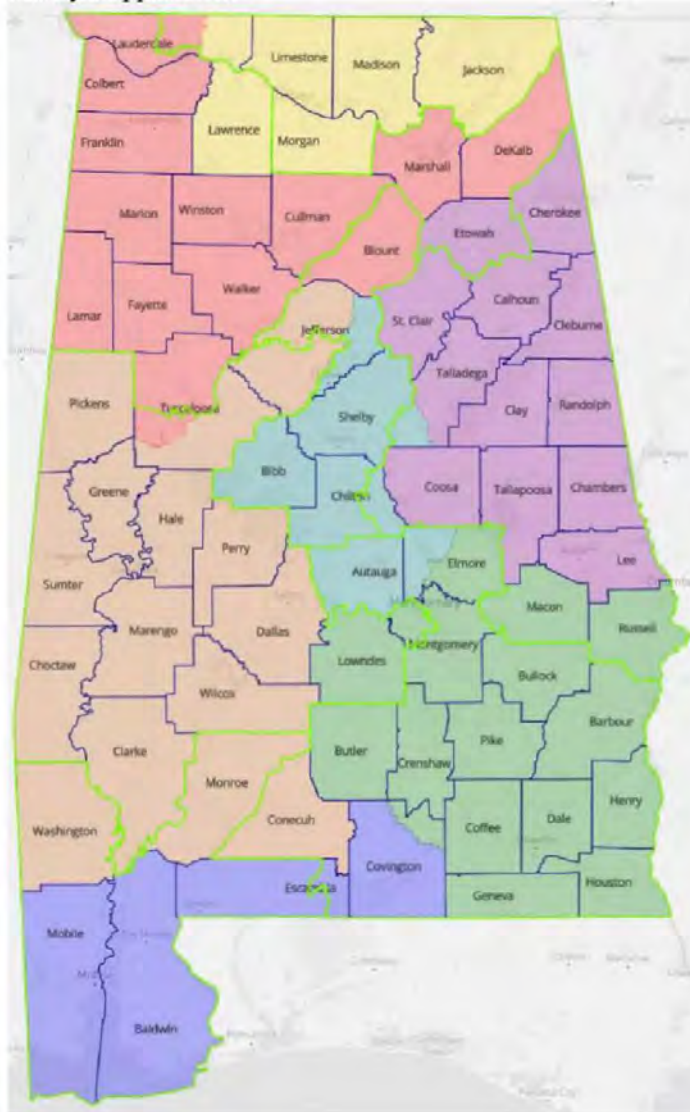 Lauderdale
Limestone
Madison
Jackson
Colbert
Lawrence
Franklin
Morgan
Marshall
DeKalb
Marion
Winston
Cullman
Cherokee
Etowah
Blount
Walker
Fayette
Lamar
Jefferson
St. Clair
Calhoun
Cleburne
Talladega
Pickens
Tuscaloosa
Shelby
Clay
Randolph
Bibb
Greene
Hale
Chilton
Coosa
Tallapoosa
Chambers
Perry
Elmore
Lee
Sumter
Autauga
Macon
Marengo
Dallas
Russell
Choctaw
Lowndes
Montgomery
Bullock
Wilcox
Barbour
Clarke
Butler
Pike
Crenshaw
Monroe
Henry
Washington
Conecuh
Coffee
Dale
Covington
Escambia
Geneva
Houston
Mobile
Baldwin